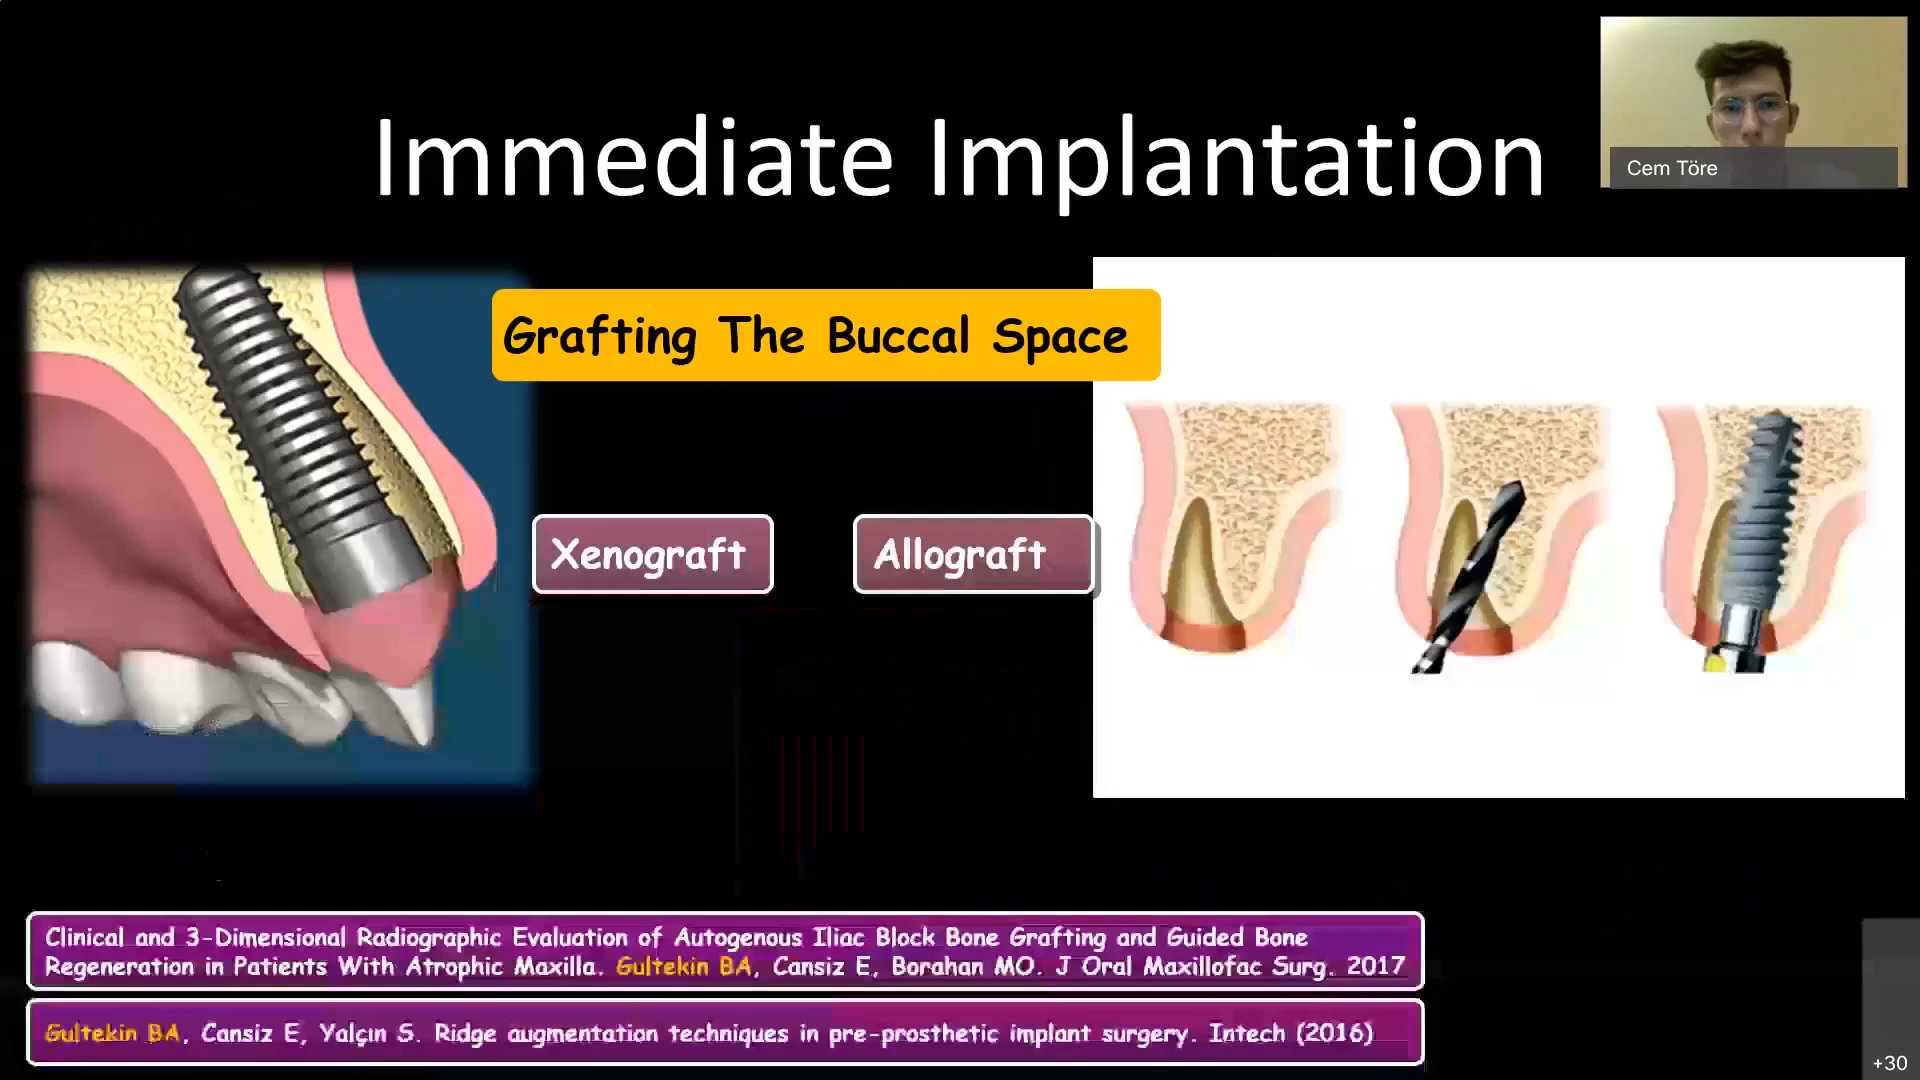 Immediate Implantation
Cem Töre
Grafting The Buccal Space
Xenograft
Allograft
Clinical and 3-Dimensional Radiographic Evaluation of Autogenous Iliac Block Bone Grafting and Guided Bone
Regeneration in Patients With Atrophic Maxilla. Gultekin BA, Cansiz E, Borahan MO. J Oral Maxillofac Surg. 2017
Gultekin BA, Cansiz E, Yalçın S. Ridge augmentation techniques in pre-prosthetic implant surgery. Intech (2016)
+30